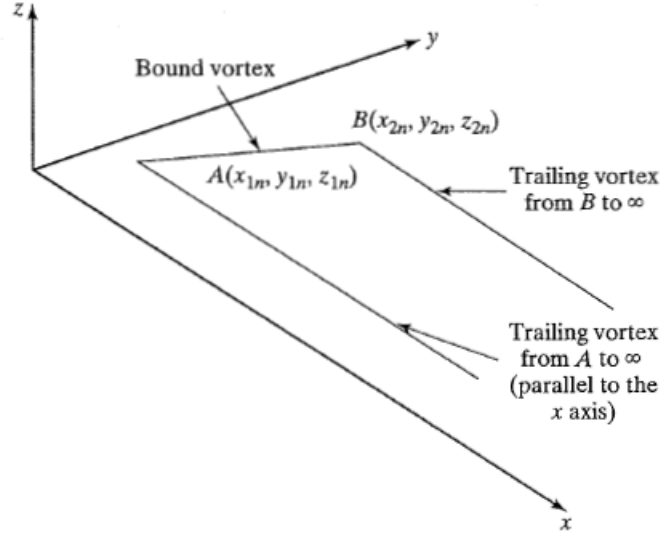 z
y
Bound vortex
B(x₂ₙ, y₂ₙ, z₂ₙ)
A(x₁ₙ, y₁ₙ, z₁ₙ)
Trailing vortex
from B to ∞
Trailing vortex
from A to ∞
(parallel to the
x axis)
x